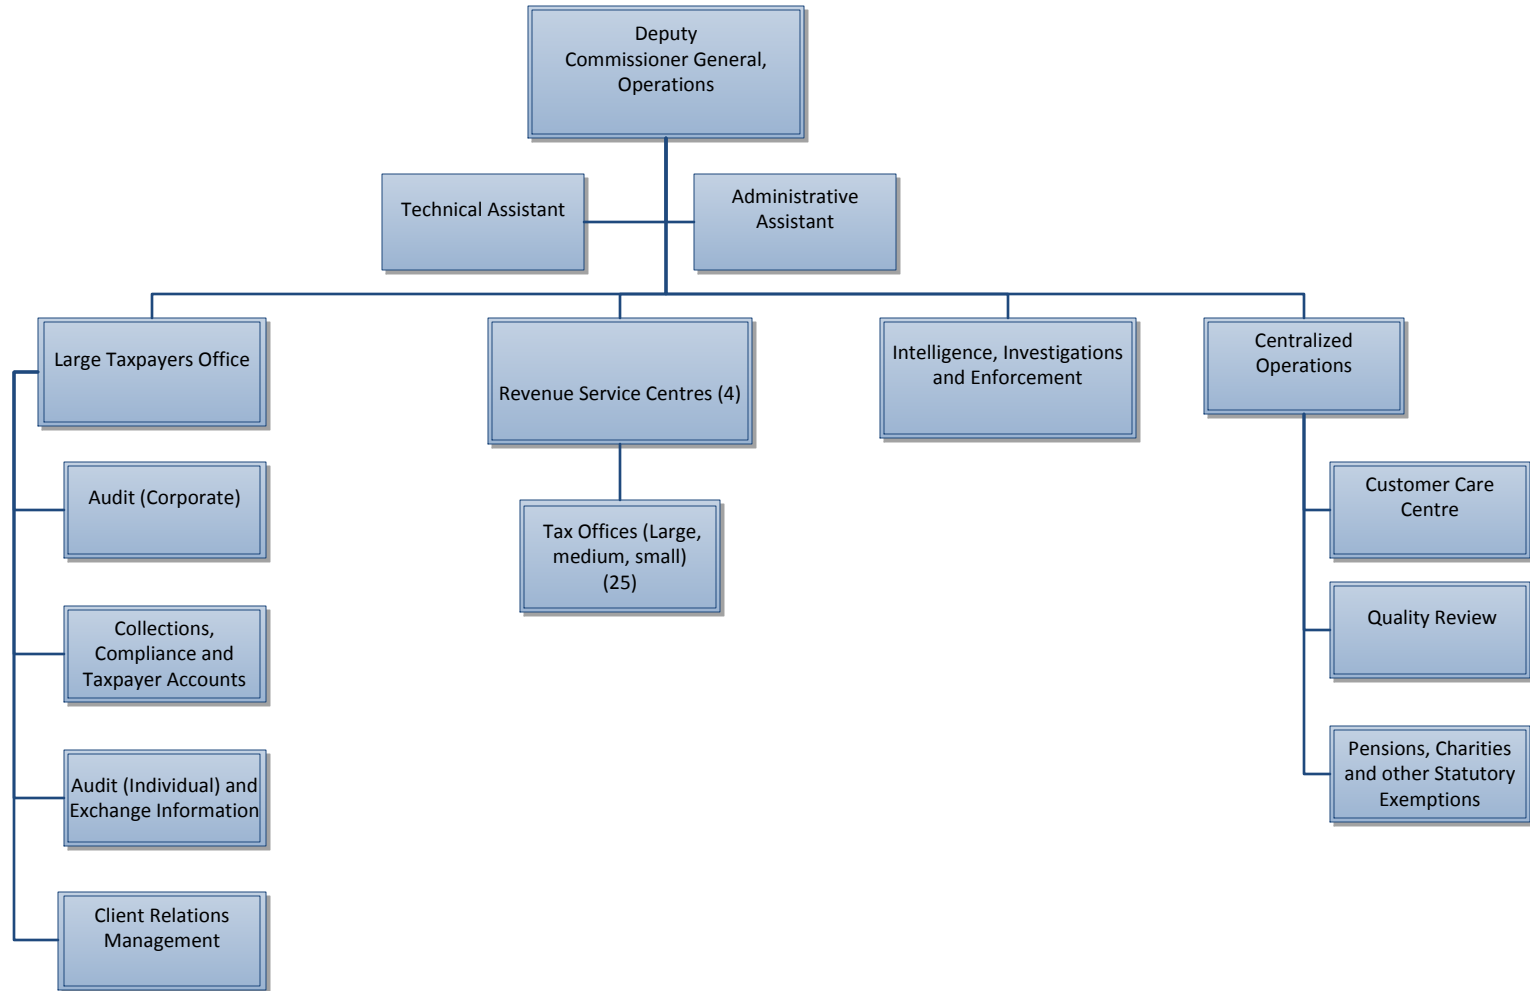 Deputy
Commissioner General,
Operations
Technical Assistant
Administrative
Assistant
Large Taxpayers Office
Revenue Service Centres (4)
Intelligence, Investigations
and Enforcement
Centralized
Operations
Audit (Corporate)
Collections,
Compliance and
Taxpayer Accounts
Audit (Individual) and
Exchange Information
Client Relations
Management
Tax Offices (Large,
medium, small)
(25)
Customer Care
Centre
Quality Review
Pensions, Charities
and other Statutory
Exemptions